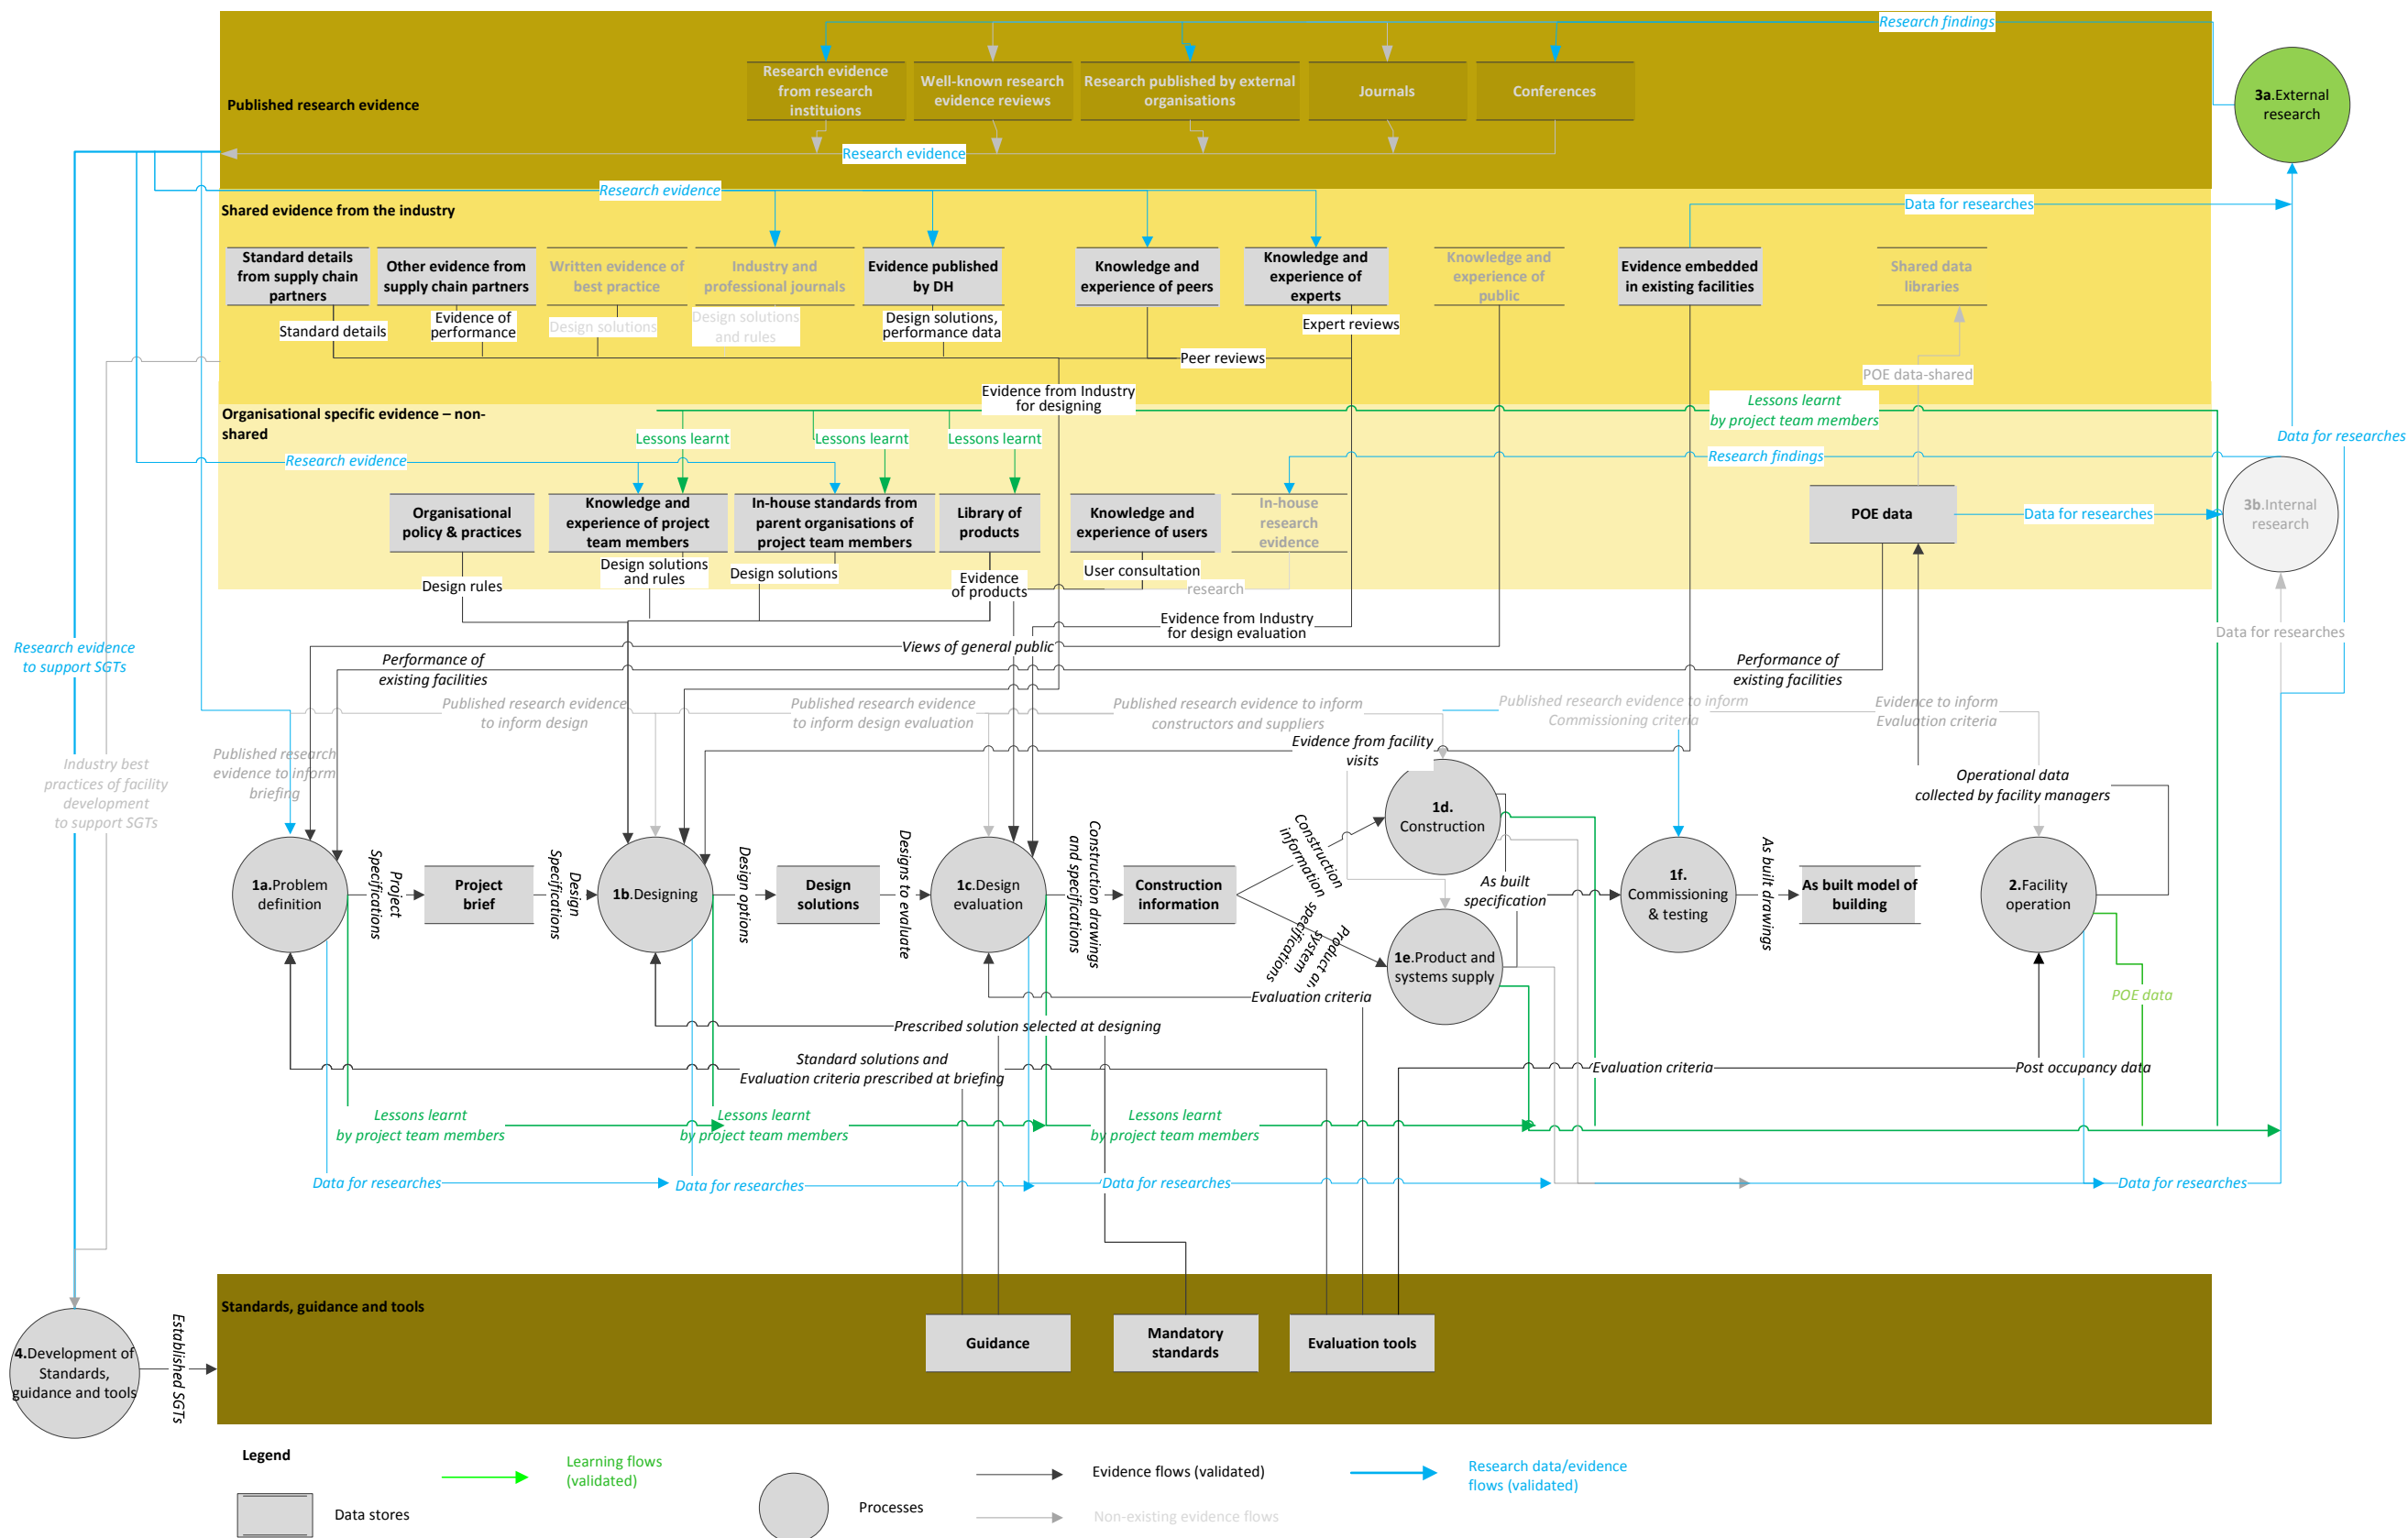 Research findings
Research evidence
from research
instituions
Well-known research
evidence reviews
Research published by external
organisations
Journals
Conferences
Published research evidence
3a.External
research
Research evidence
Research evidence
Shared evidence from the industry
Data for researches
Standard details
from supply chain
partners
Other evidence from
supply chain partners
Written evidence of
best practice
Industry and
professional journals
Evidence published
by DH
Knowledge and
experience of peers
Knowledge and
experience of
experts
Knowledge and
experience of
public
Evidence embedded
in existing facilities
Shared data
libraries
Standard details
Evidence of
performance
Design solutions
Design solutions
and rules
Design solutions,
performance data
Expert reviews
Peer reviews
POE data-shared
Evidence from Industry
for designing
Organisational specific evidence – non-
shared
Lessons learnt
by project team members
Lessons learnt
Lessons learnt
Lessons learnt
Data for researches
Research evidence
Research findings
Organisational
policy & practices
Knowledge and
experience of project
team members
In-house standards from
parent organisations of
project team members
Library of
products
Knowledge and
experience of users
In-house
research
evidence
POE data
Data for researches
3b.Internal
research
Design rules
Design solutions
and rules
Design solutions
Evidence
of products
User consultation
research
Evidence from Industry
for design evaluation
Data for researches
Research evidence
to support SGTs
Views of general public
Performance of
existing facilities
Performance of
existing facilities
Published research evidence
to inform design
Published research evidence
to inform design evaluation
Published research evidence to inform
constructors and suppliers
Published research evidence to inform
Commissioning criteria
Evidence to inform
Evaluation criteria
Published research
evidence to inform
briefing
Industry best
practices of facility
development
to support SGTs
Evidence from facility
visits
Operational data
collected by facility managers
1a.Problem
definition
Project
Specifications
Project
brief
Design
Specifications
1b.Designing
Design options
Design
solutions
Designs to evaluate
1c.Design
evaluation
Construction drawings
and specifications
Construction
information
Construction
information
specifications
Product an
system
specifications
1d.
Construction
1e.Product and
systems supply
As built
specification
1f.
Commissioning
& testing
As built drawings
As built model of
building
2.Facility
operation
POE data
Evaluation criteria
Prescribed solution selected at designing
Standard solutions and
Evaluation criteria prescribed at briefing
Evaluation criteria
Post occupancy data
Lessons learnt
by project team members
Lessons learnt
by project team members
Lessons learnt
by project team members
Data for researches
Data for researches
Data for researches
Data for researches
Standards, guidance and tools
4.Development of
Standards,
guidance and tools
Established SGTs
Guidance
Mandatory
standards
Evaluation tools
Legend
Learning flows
(validated)
Evidence flows (validated)
Research data/evidence
flows (validated)
Data stores
Processes
Non-existing evidence flows